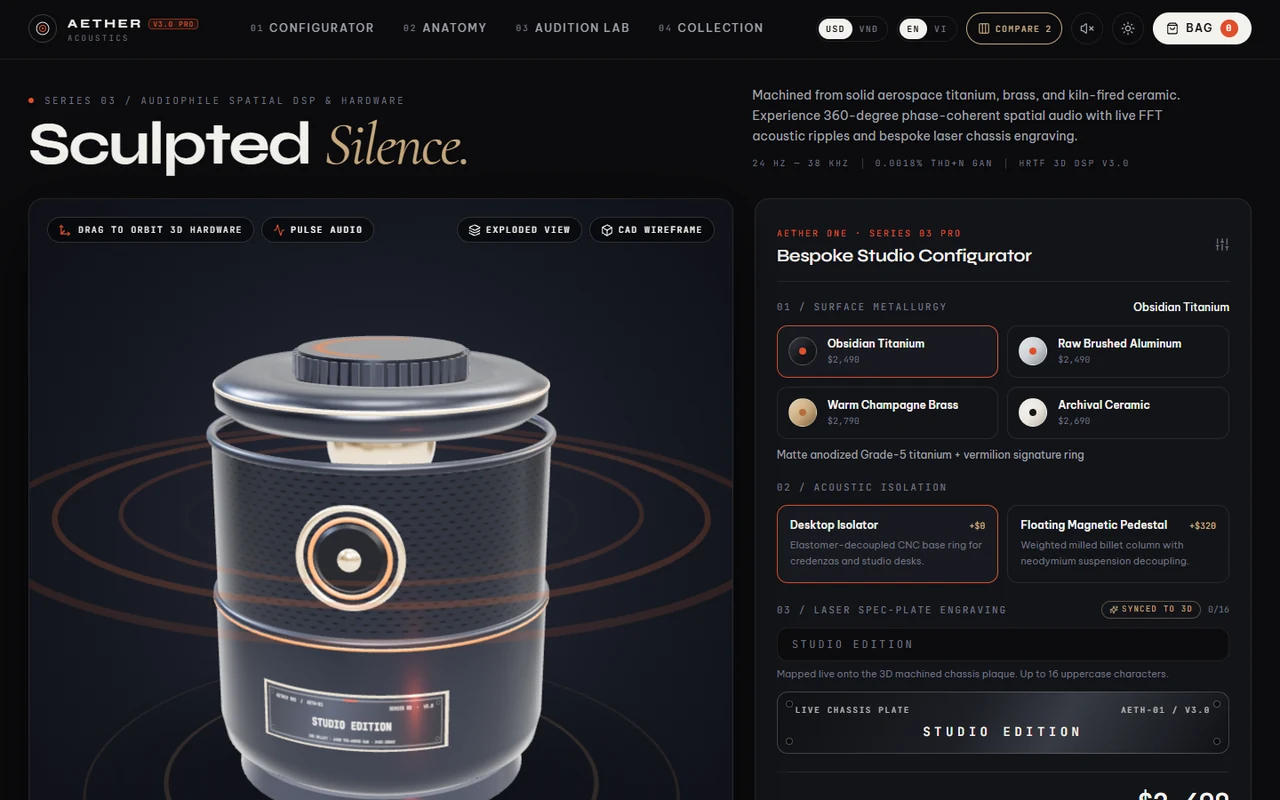 AETHER V3.0 PRO
ACOUSTICS
01 CONFIGURATOR
02 ANATOMY
03 AUDITION LAB
04 COLLECTION
USD VND
EN VI
COMPARE 2
BAG 0
SERIES 03 / AUDIOPHILE SPATIAL DSP & HARDWARE
Sculpted Silence.
Machined from solid aerospace titanium, brass, and kiln-fired ceramic.
Experience 360-degree phase-coherent spatial audio with live FFT
acoustic ripples and bespoke laser chassis engraving.
24 HZ — 38 KHZ | 0.0018% THD+N GAN | HRTF 3D DSP V3.0
DRAG TO ORBIT 3D HARDWARE
PULSE AUDIO
EXPLODED VIEW
CAD WIREFRAME
STUDIO EDITION
AETHER ONE · SERIES 03 PRO
Bespoke Studio Configurator
01 / SURFACE METALLURGY
Obsidian Titanium
Obsidian Titanium
$2,490
Raw Brushed Aluminum
$2,490
Warm Champagne Brass
$2,790
Archival Ceramic
$2,690
Matte anodized Grade-5 titanium + vermilion signature ring
02 / ACOUSTIC ISOLATION
Desktop Isolator +$0
Elastomer-decoupled CNC base ring for
credenzas and studio desks.
Floating Magnetic Pedestal +$320
Weighted milled billet column with
neodymium suspension decoupling.
03 / LASER SPEC-PLATE ENGRAVING
SYNCED TO 3D
0/16
STUDIO EDITION
Mapped live onto the 3D machined chassis plaque. Up to 16 uppercase characters.
LIVE CHASSIS PLATE
AETH-01 / V3.0
STUDIO EDITION